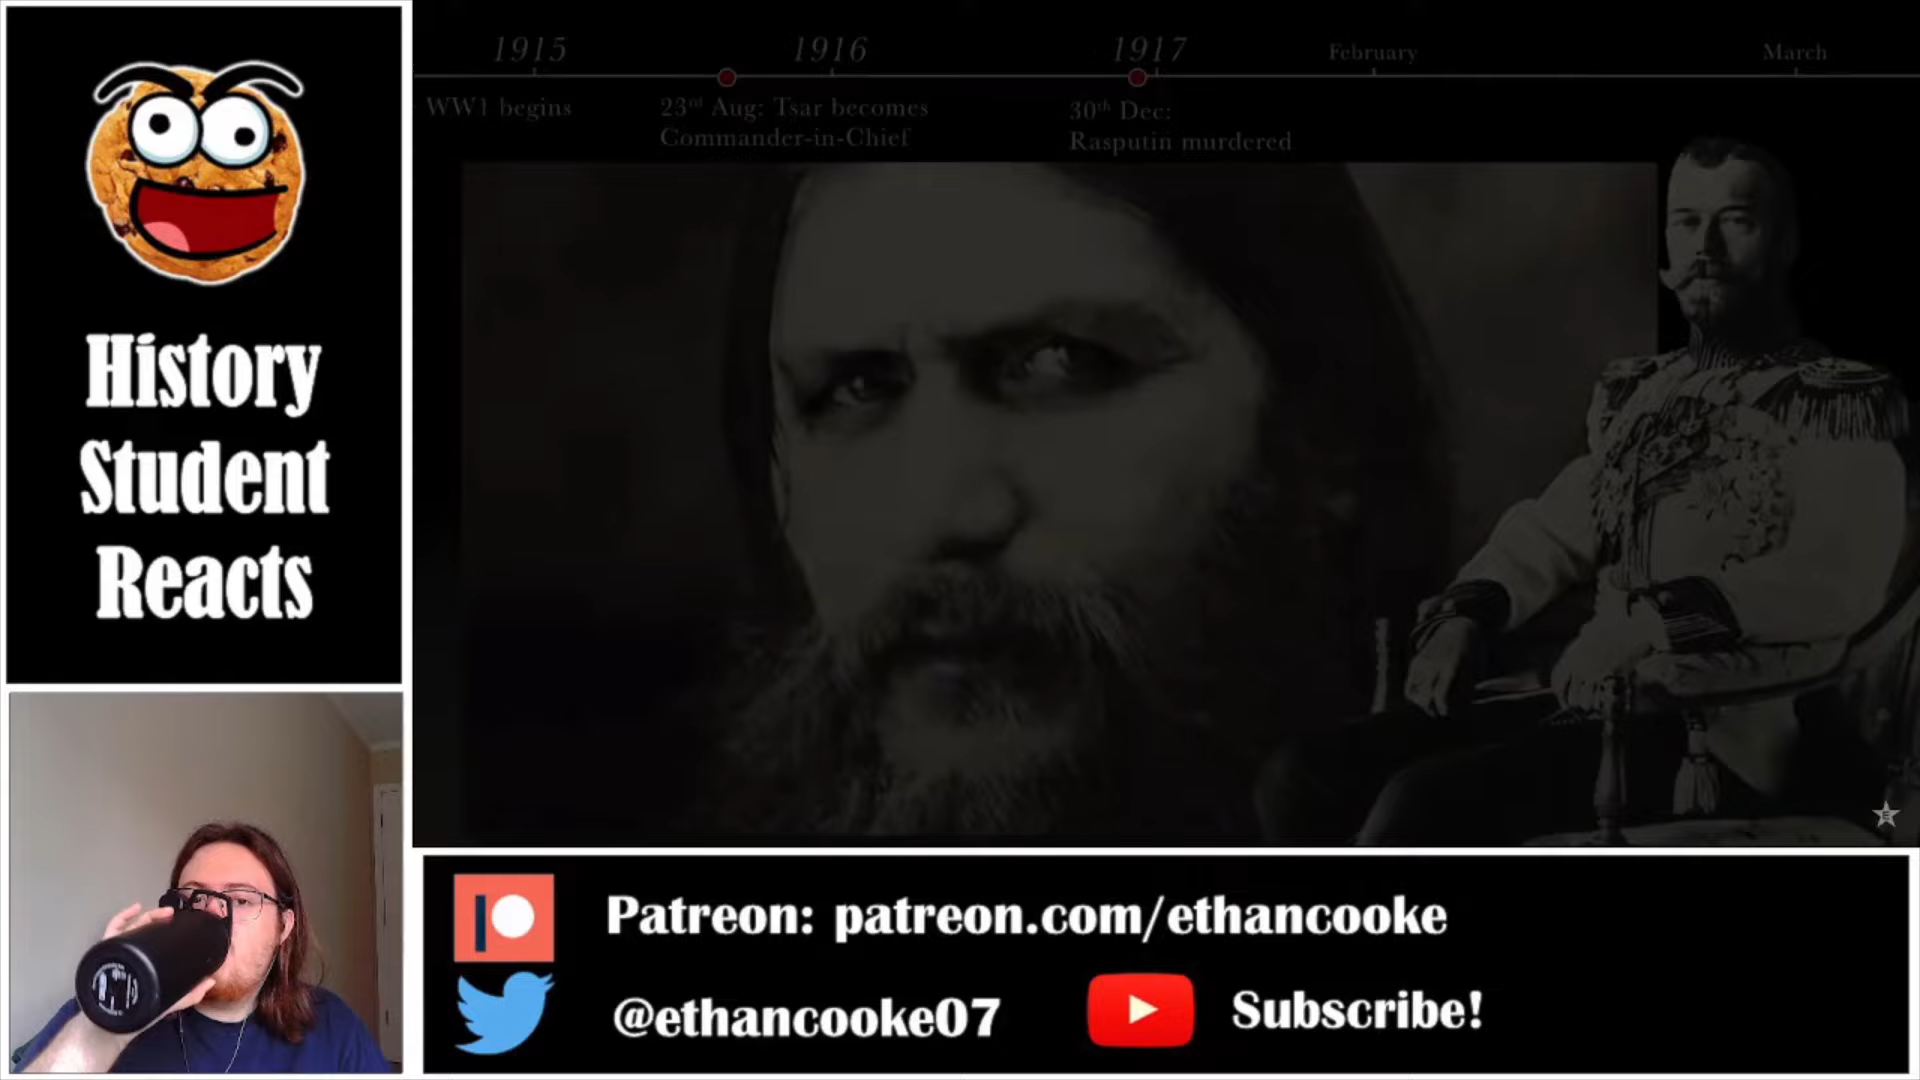 History
Student
Reacts
1915
1916
1917
February
March
WW1 begins
23rd Aug: Tsar becomes
Commander-in-Chief
30th Dec:
Rasputin murdered
Patreon: patreon.com/ethancooke
@ethancooke07
Subscribe!